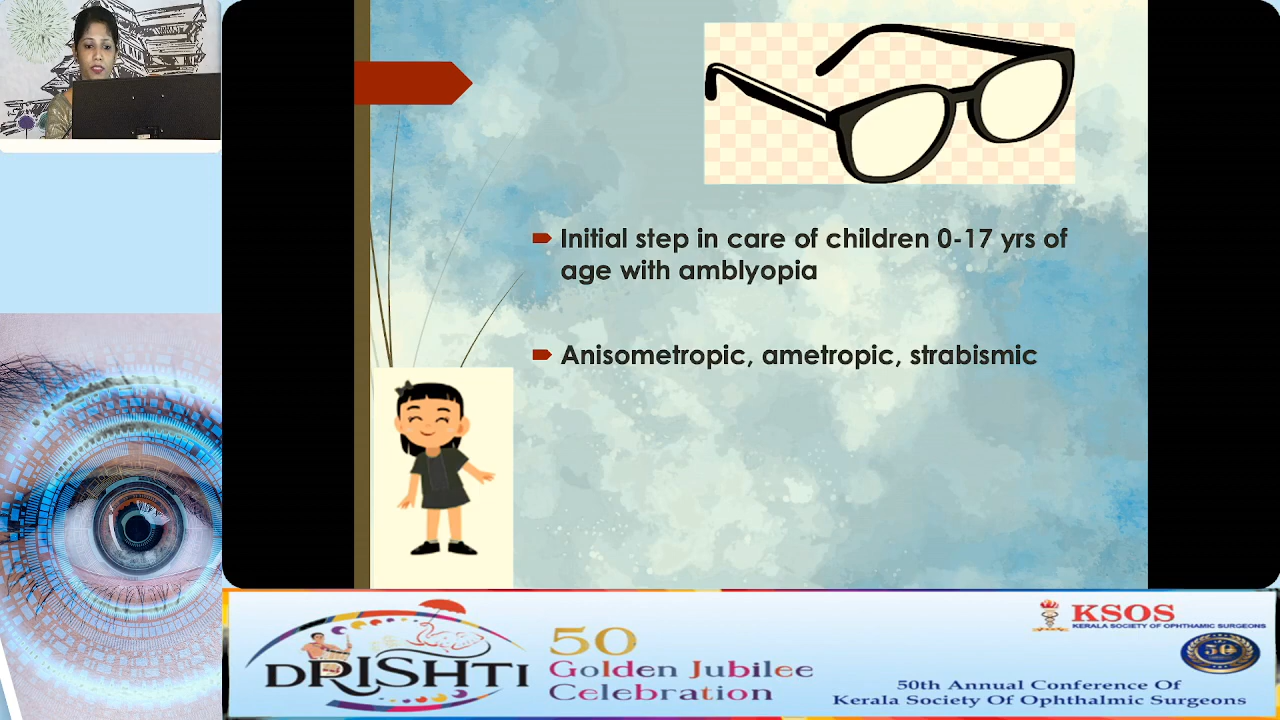 Initial step in care of children 0-17 yrs of
age with amblyopia
Anisometropic, ametropic, strabismic
DRISHTI
50
Golden Jubilee
Celebration
KSOS
KERALA SOCIETY OF OPHTHAMIC SURGEONS
50
50th Annual Conference Of
Kerala Society Of Ophthalmic Surgeons